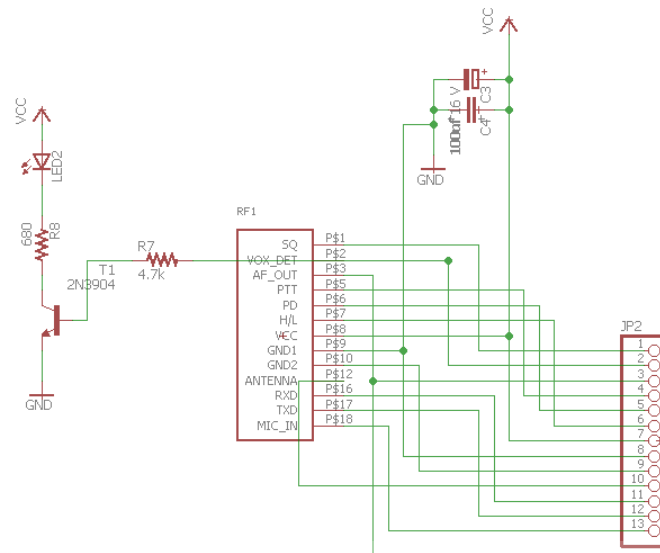 VCC
C3
C4
100nf 16 V
GND
VCC
LED2
680
R8
T1
2N3904
GND
R7
4.7k
RF1
SQ P$1
VOX_DET P$2
AF_OUT P$3
PTT P$5
PD P$6
H/L P$7
VCC P$8
GND1 P$9
GND2 P$10
ANTENNA P$12
RXD P$16
TXD P$17
MIC_IN P$18
JP2
1
2
3
4
5
6
7
8
9
10
11
12
13